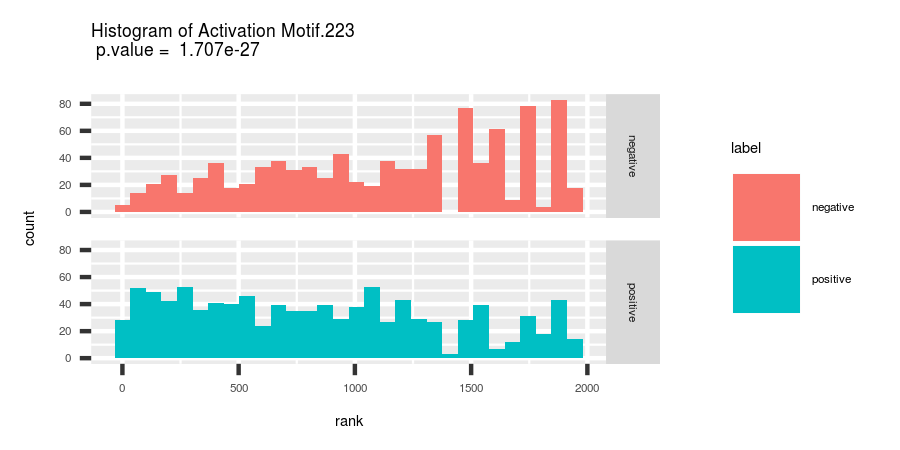 Histogram of Activation Motif.223
p.value = 1.707e-27
80
60
40
20
0
negative
80
60
40
20
0
positive
0 500 1000 1500 2000
rank
count
label
negative
positive